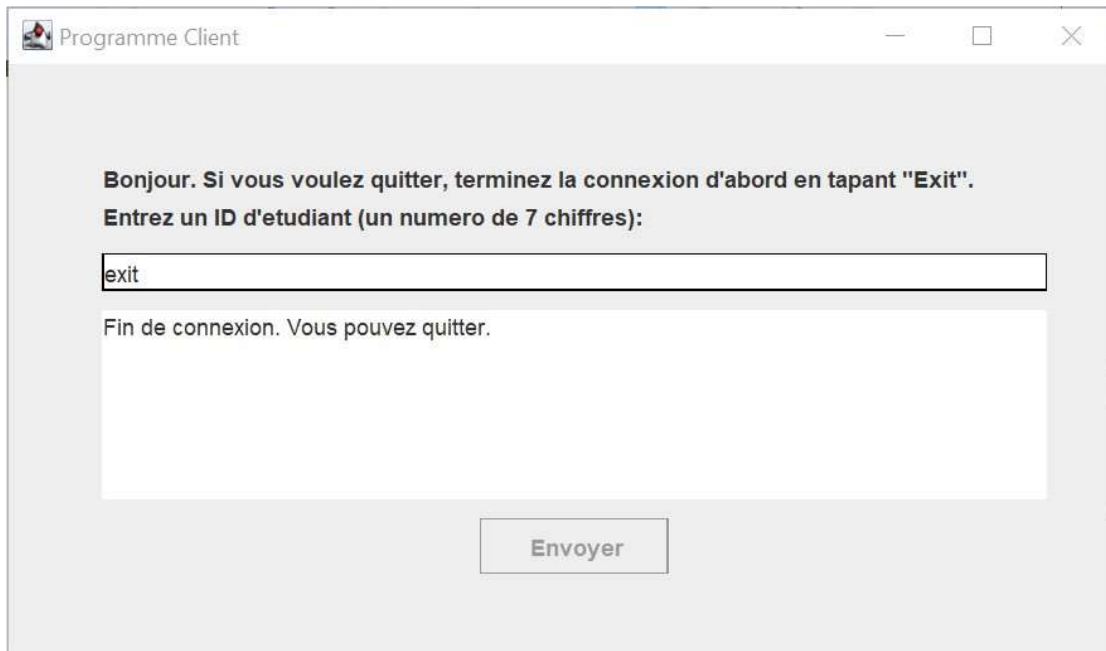 Programme Client
Bonjour. Si vous voulez quitter, terminez la connexion d'abord en tapant "Exit".
Entrez un ID d'etudiant (un numero de 7 chiffres):
exit
Fin de connexion. Vous pouvez quitter.
Envoyer